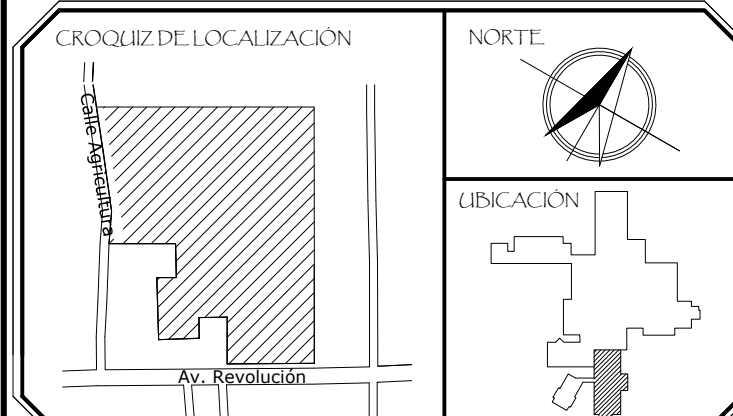 CROQUIZ DE LOCALIZACIÓN
NORTE
Calle Agricultura
UBICACIÓN
Av. Revolución